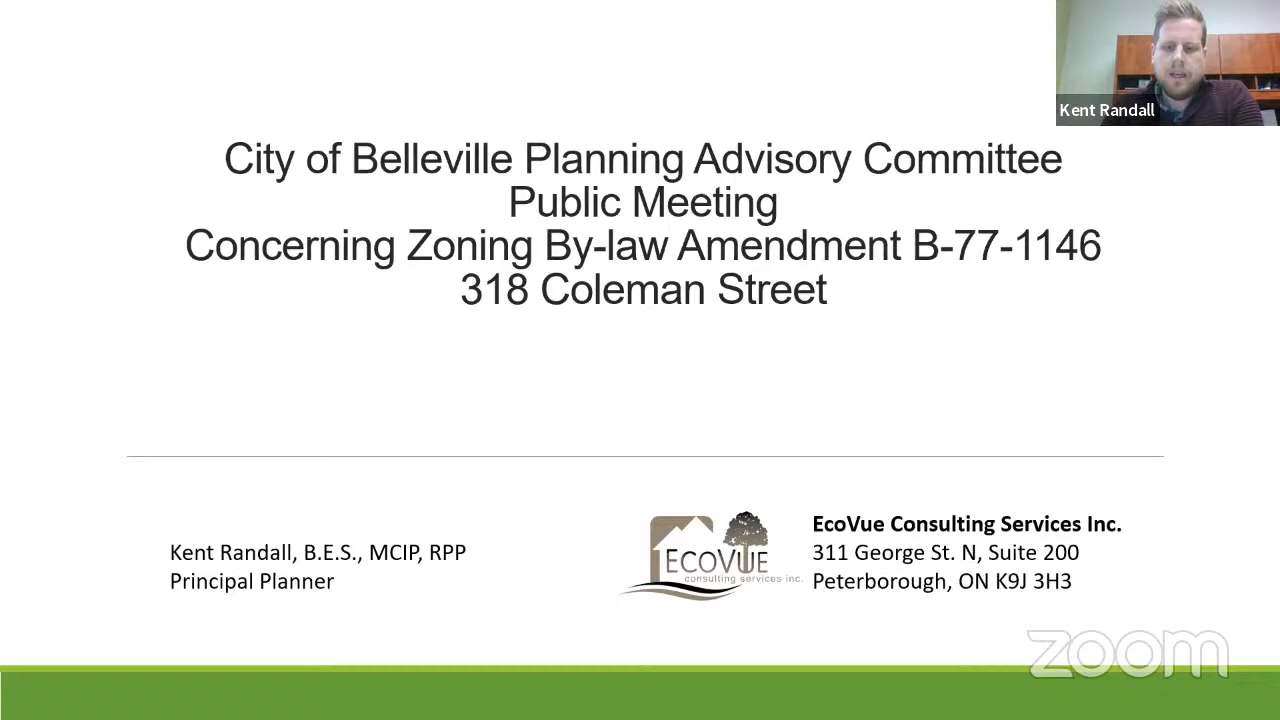 Kent Randall
City of Belleville Planning Advisory Committee
Public Meeting
Concerning Zoning By-law Amendment B-77-1146
318 Coleman Street
Kent Randall, B.E.S., MCIP, RPP
Principal Planner
ECOVUE
consulting services inc.
EcoVue Consulting Services Inc.
311 George St. N, Suite 200
Peterborough, ON K9J 3H3
zoom